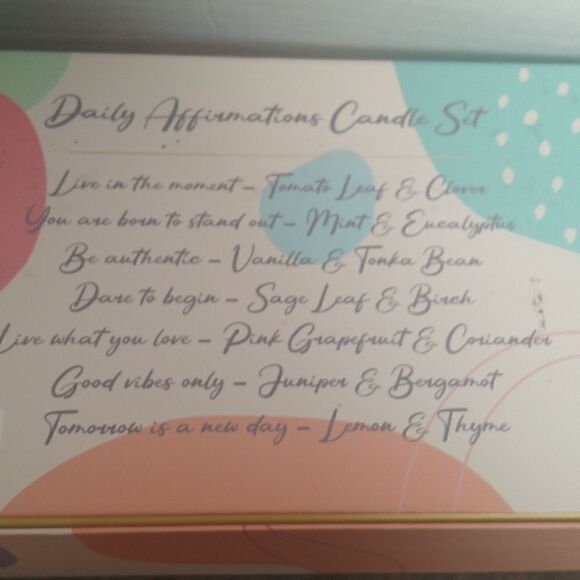 Daily Affirmations Candle Set
Live in the moment – Tomato Leaf & Clover
You are born to stand out – Mint & Eucalyptus
Be authentic – Vanilla & Tonka Bean
Dare to begin – Sage Leaf & Birch
Live what you love – Pink Grapefruit & Coriander
Good vibes only – Juniper & Bergamot
Tomorrow is a new day – Lemon & Thyme